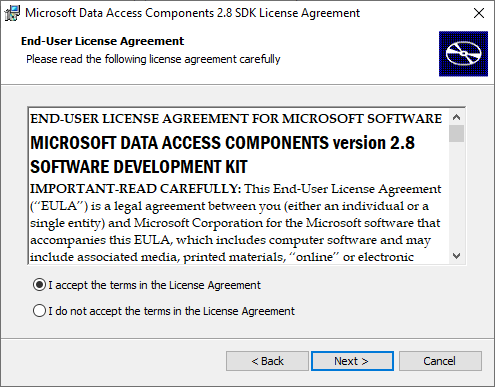 Microsoft Data Access Components 2.8 SDK License Agreement
End-User License Agreement
Please read the following license agreement carefully
END-USER LICENSE AGREEMENT FOR MICROSOFT SOFTWARE
MICROSOFT DATA ACCESS COMPONENTS version 2.8
SOFTWARE DEVELOPMENT KIT
IMPORTANT-READ CAREFULLY: This End-User License Agreement
(“EULA”) is a legal agreement between you (either an individual or a
single entity) and Microsoft Corporation for the Microsoft software that
accompanies this EULA, which includes computer software and may
include associated media, printed materials, “online” or electronic
I accept the terms in the License Agreement
I do not accept the terms in the License Agreement
< Back
Next >
Cancel